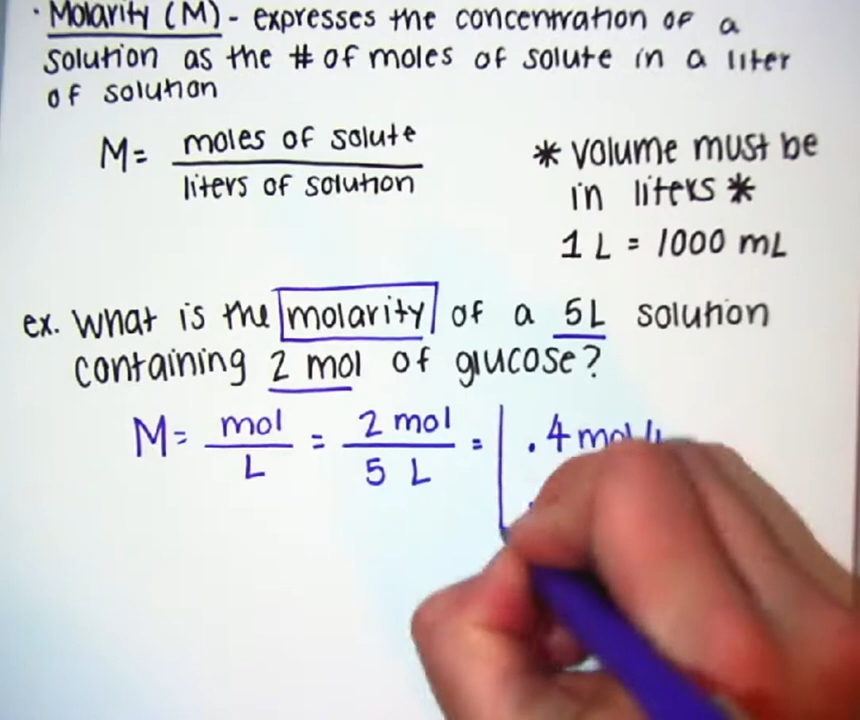 · Molarity (M) - expresses the concentration of a
solution as the # of moles of solute in a liter
of solution
M = moles of solute / liters of solution
* volume must be
in liters *
1 L = 1000 mL
ex. What is the molarity of a 5L solution
containing 2 mol of glucose?
M = mol / L = 2 mol / 5 L = .4 mol/L